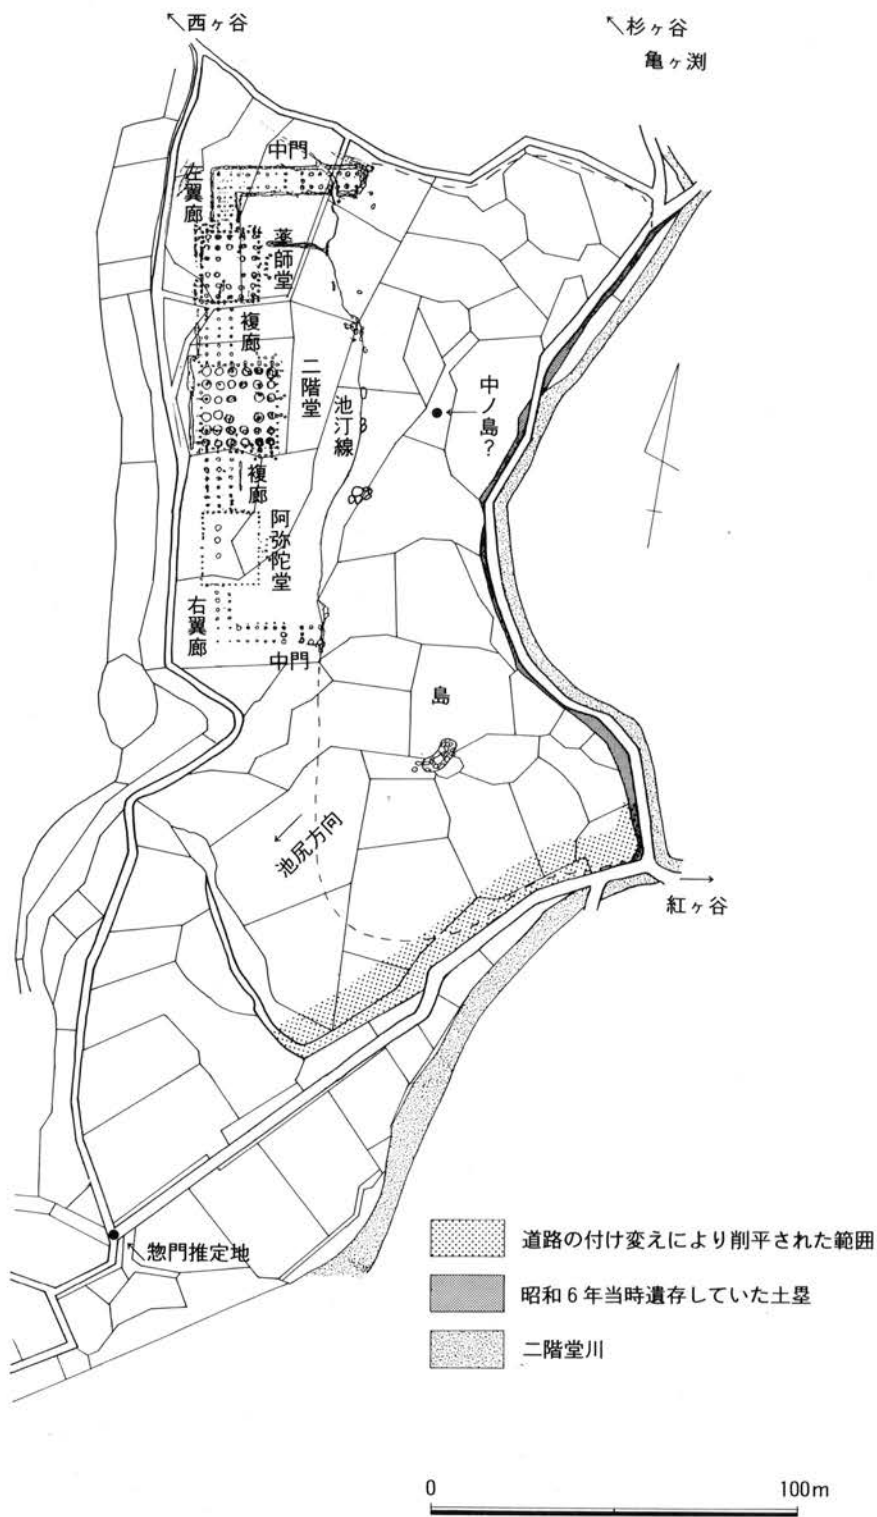 西ヶ谷
杉ヶ谷
亀ヶ渕
中門
左翼廊
薬師堂
複廊
二階堂
池汀線
中ノ島?
複廊
阿弥陀堂
右翼廊
中門
島
池尻方向
紅ヶ谷
惣門推定地
道路の付け変えにより削平された範囲
昭和6年当時遺存していた土塁
二階堂川
0 100m